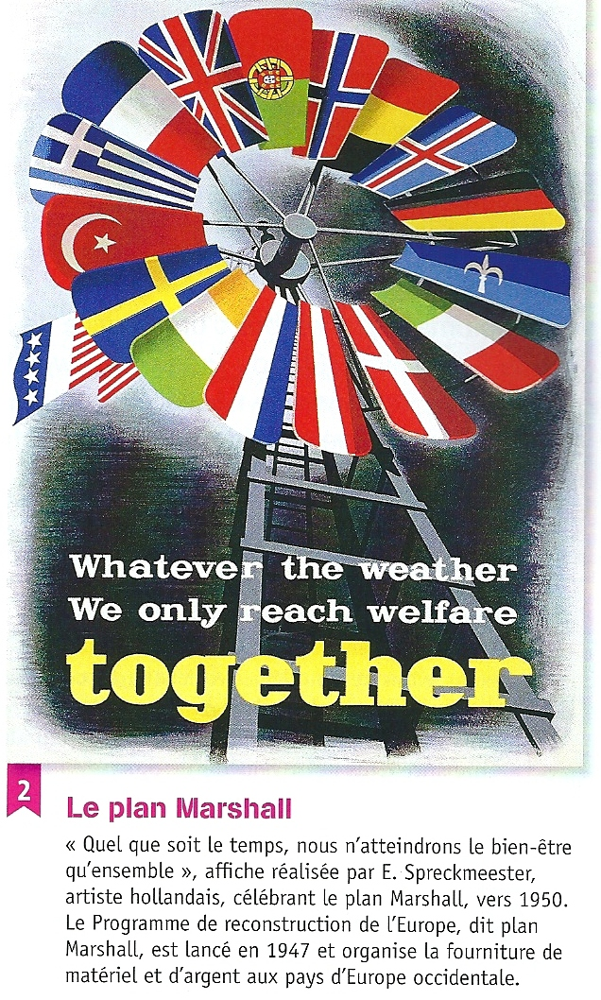 Whatever the weather
We only reach welfare
together
2
Le plan Marshall
« Quel que soit le temps, nous n'atteindrons le bien-être
qu'ensemble », affiche réalisée par E. Spreckmeester,
artiste hollandais, célébrant le plan Marshall, vers 1950.
Le Programme de reconstruction de l'Europe, dit plan
Marshall, est lancé en 1947 et organise la fourniture de
matériel et d'argent aux pays d'Europe occidentale.